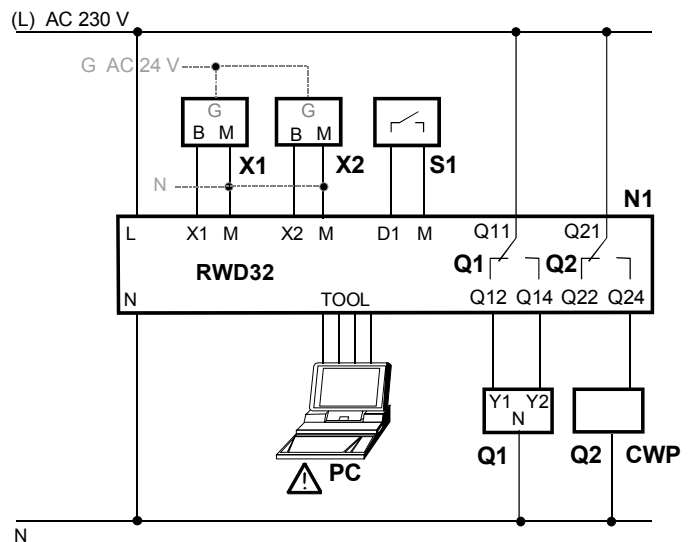 (L) AC 230 V
G AC 24 V
G G
B M B M
X1 X2 S1
N
N1
L X1 M X2 M D1 M Q11 Q21
RWD32 Q1 Q2
N TOOL Q12 Q14 Q22 Q24
Y1 Y2
N
Q1 Q2 CWP
PC
N